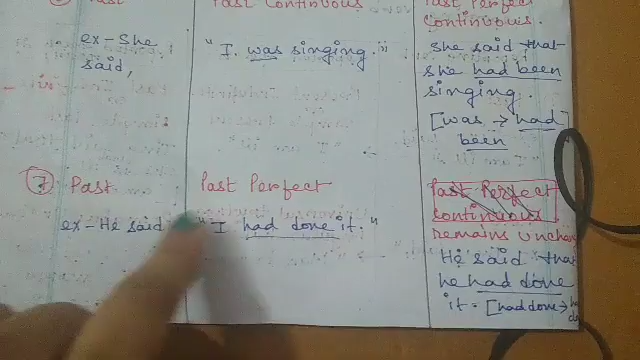 Past
Past Continuous
Past Perfect
Continuous.
ex-She
said,
"I was singing."
She said that
she had been
singing.
[was → had
been
7 Past
Past Perfect
Past Perfect
continuous
remains
ex-He said
"I had done it."
He said that
he had done
it = [had done →